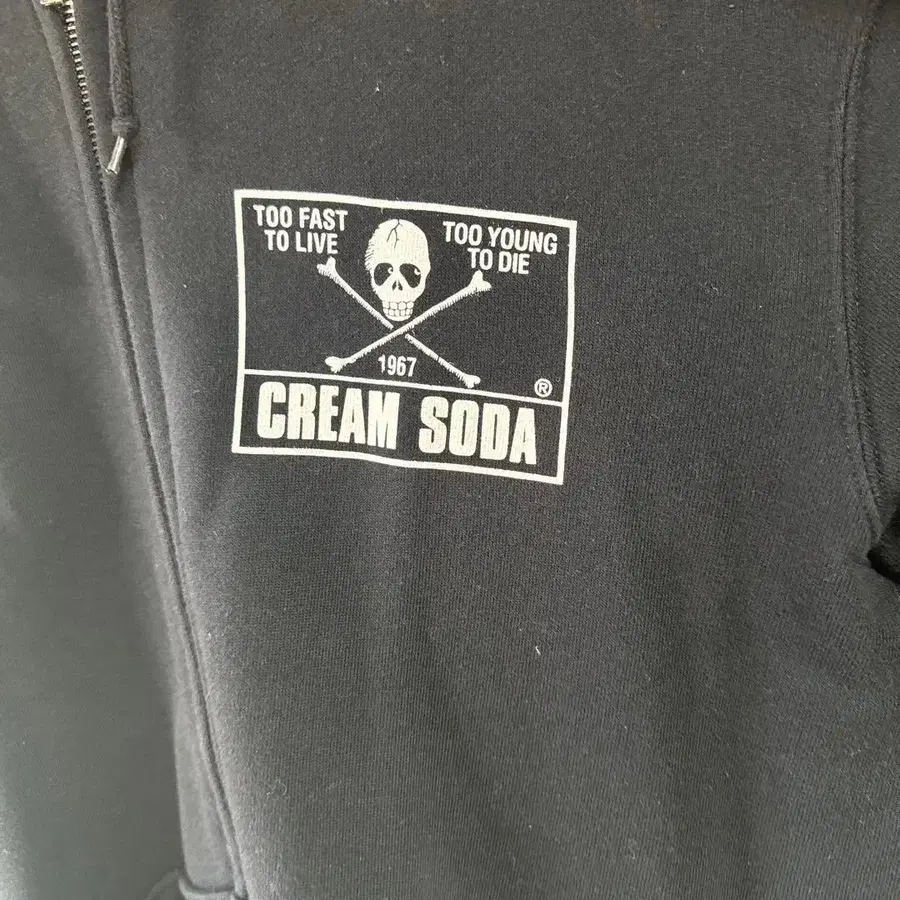 TOO FAST
TO LIVE
TOO YOUNG
TO DIE
1967
®
CREAM SODA